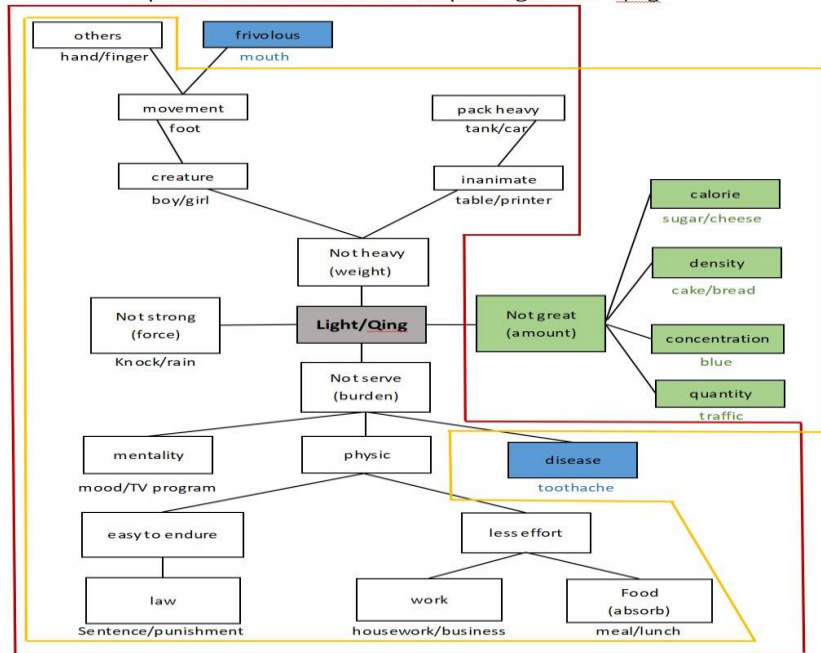 others
frivolous
hand/finger
mouth
movement
foot
pack heavy
tank/car
creature
boy/girl
inanimate
table/printer
calorie
sugar/cheese
Not heavy
(weight)
density
cake/bread
Not strong
(force)
Knock/rain
Light/Qing
Not great
(amount)
concentration
blue
Not serve
(burden)
quantity
traffic
mentality
mood/TV program
physic
disease
toothache
easy to endure
less effort
law
Sentence/punishment
work
housework/business
Food
(absorb)
meal/lunch